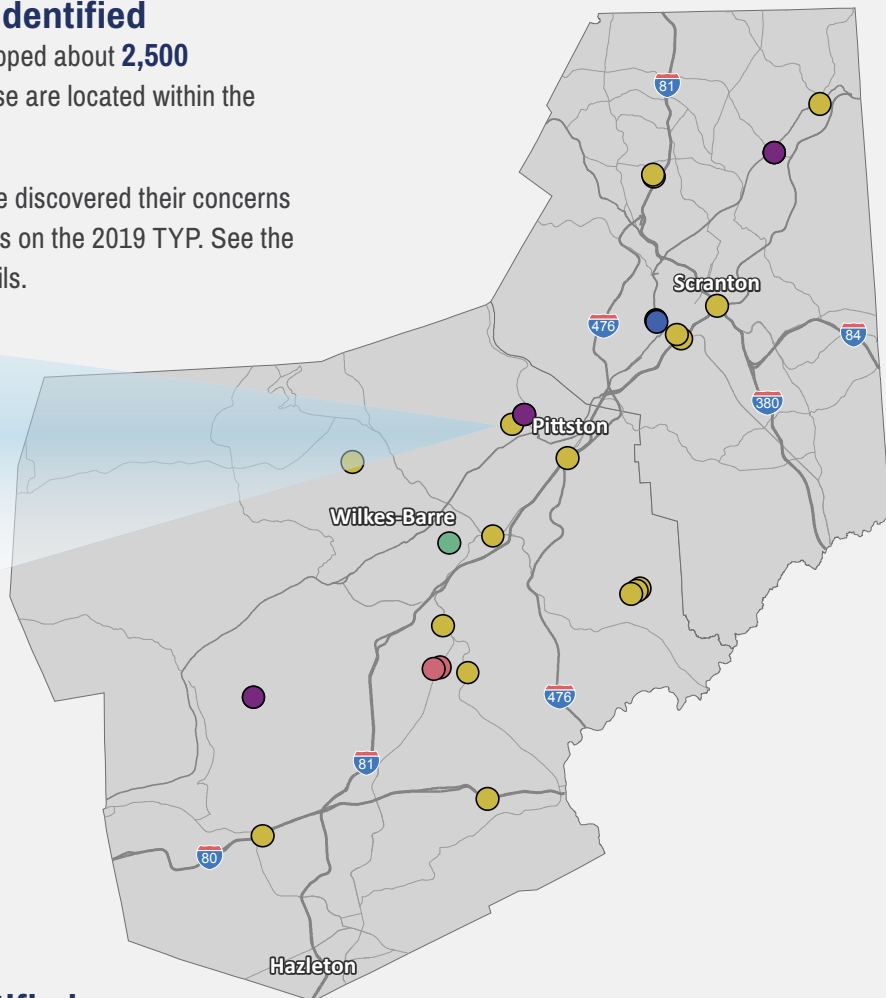 dentified
pped about 2,500
se are located within the
e discovered their concerns
s on the 2019 TYP. See the
ils.
81
Scranton
476
84
380
Pittston
Wilkes-Barre
476
81
80
Hazleton